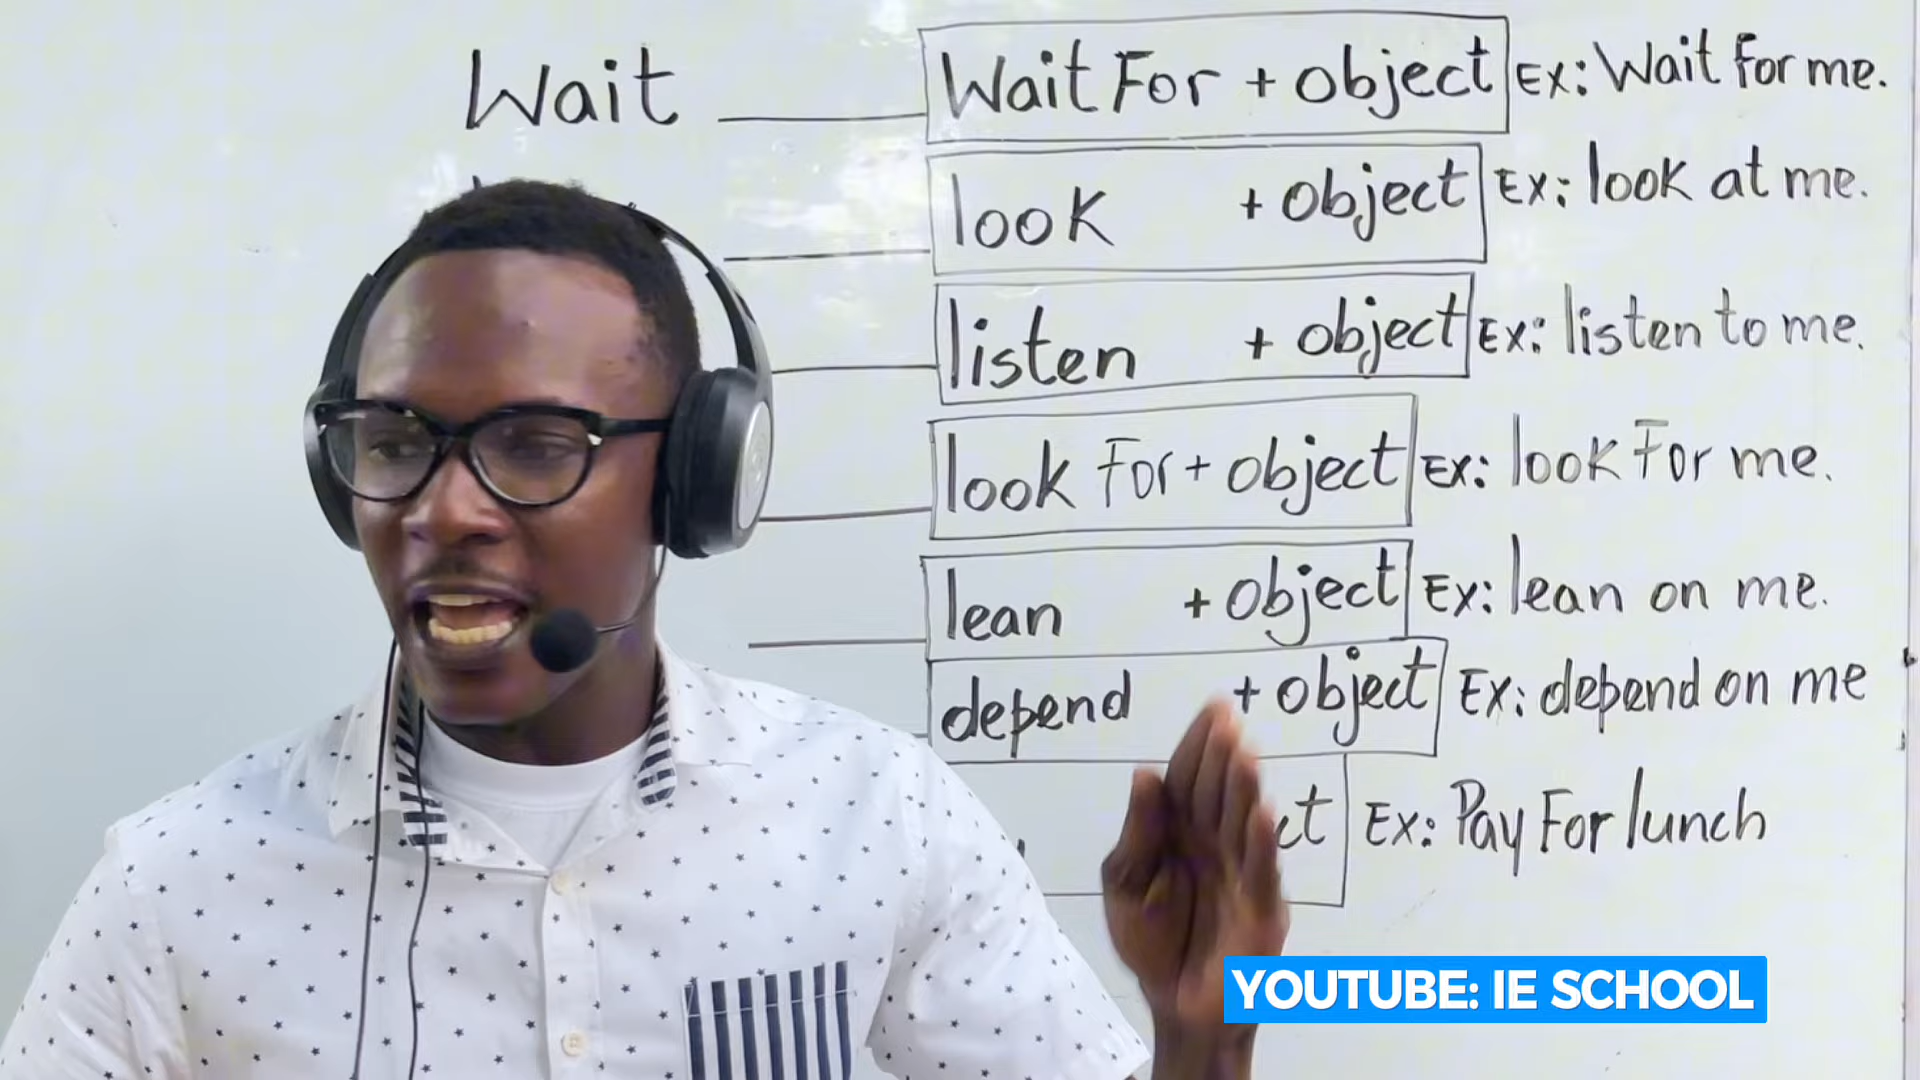 Wait Wait For + object Ex: Wait For me.
look + object Ex: look at me.
listen + object Ex: listen to me.
look For + object Ex: look For me.
lean + object Ex: lean on me.
depend + object Ex: depend on me
Ex: Pay For lunch
YOUTUBE: IE SCHOOL